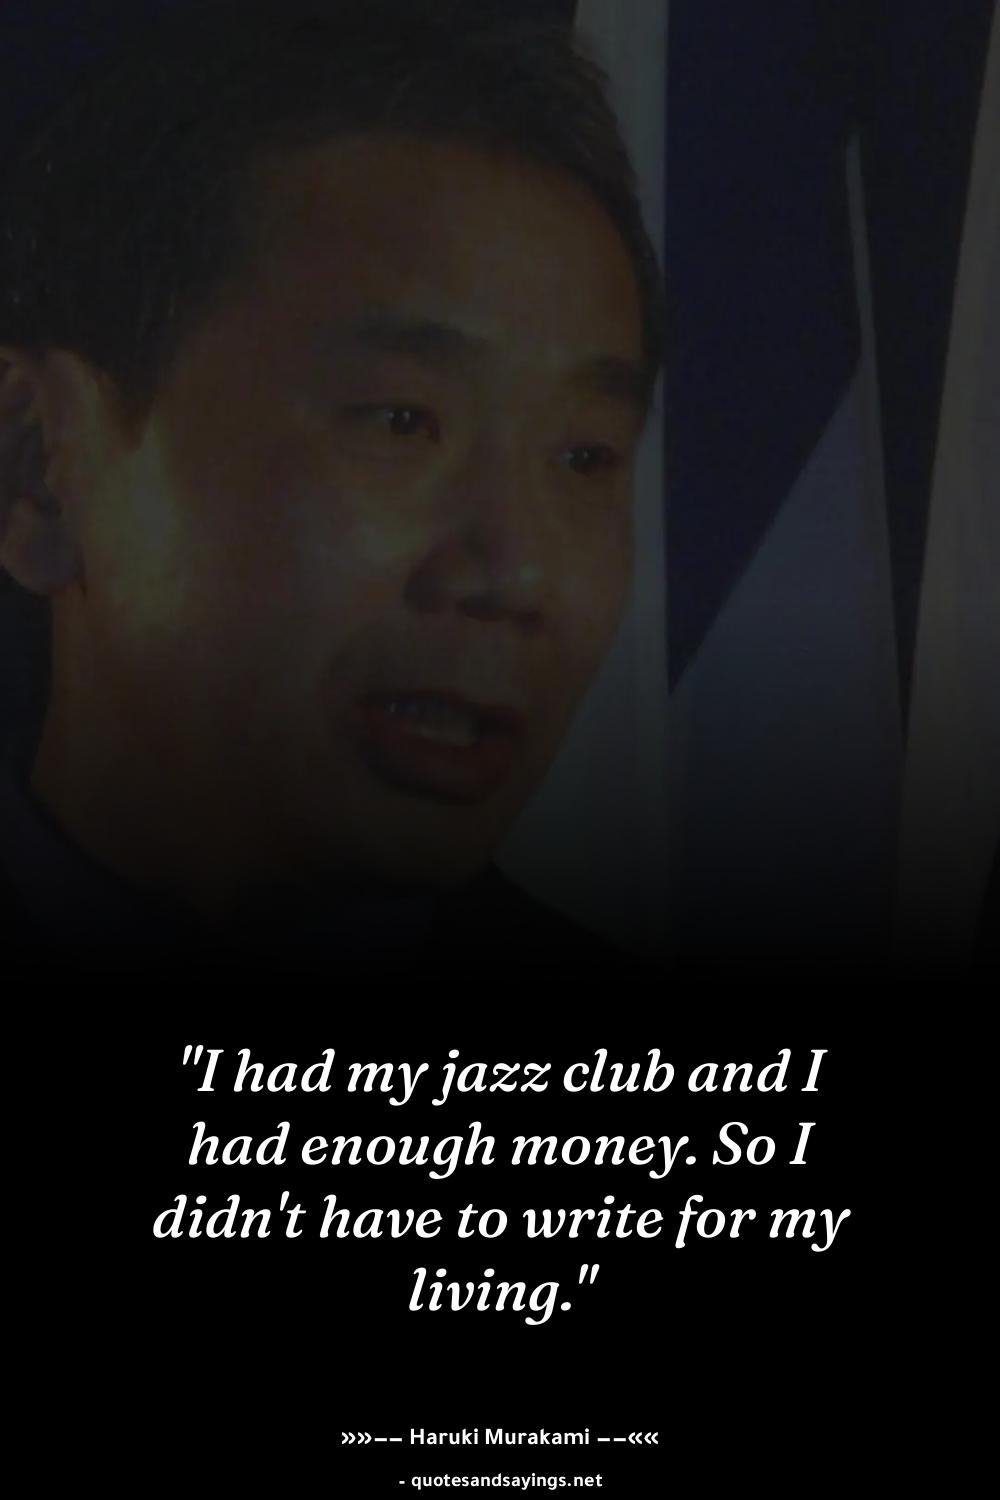 "I had my jazz club and I
had enough money. So I
didn't have to write for my
living."
»»−− Haruki Murakami −−««
- quotesandsayings.net